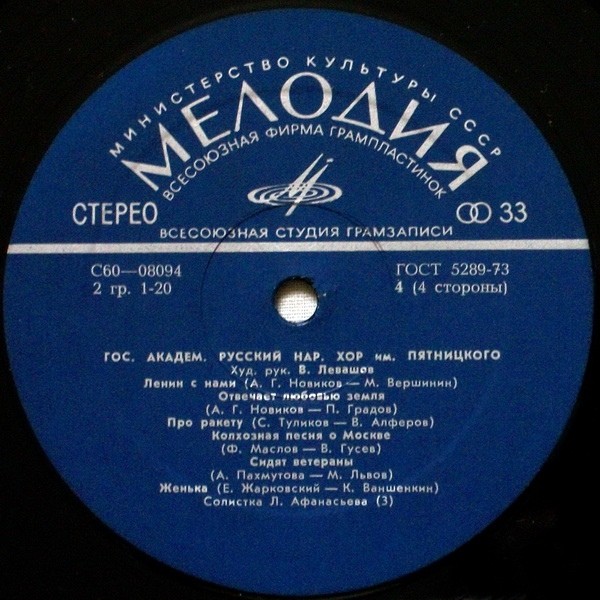 МИНИСТЕРСТВО КУЛЬТУРЫ СССР
МЕЛОДИЯ
ВСЕСОЮЗНАЯ ФИРМА ГРАМПЛАСТИНОК
СТЕРЕО
33
ВСЕСОЮЗНАЯ СТУДИЯ ГРАМЗАПИСИ
С60—08094
ГОСТ 5289-73
2 гр. 1-20
4 (4 стороны)
ГОС. АКАДЕМ. РУССКИЙ НАР. ХОР им. ПЯТНИЦКОГО
Худ. рук. В. Левашов
Ленин с нами (А. Г. Новиков — М. Вершинин)
Отвечает любовью земля
(А. Г. Новиков — П. Градов)
Про ракету (С. Туликов — В. Алферов)
Колхозная песня о Москве
(Ф. Маслов — В. Гусев)
Сидят ветераны
(А. Пахмутова — М. Львов)
Женька (Е. Жарковский — К. Ваншенкин)
Солистка Л. Афанасьева (3)